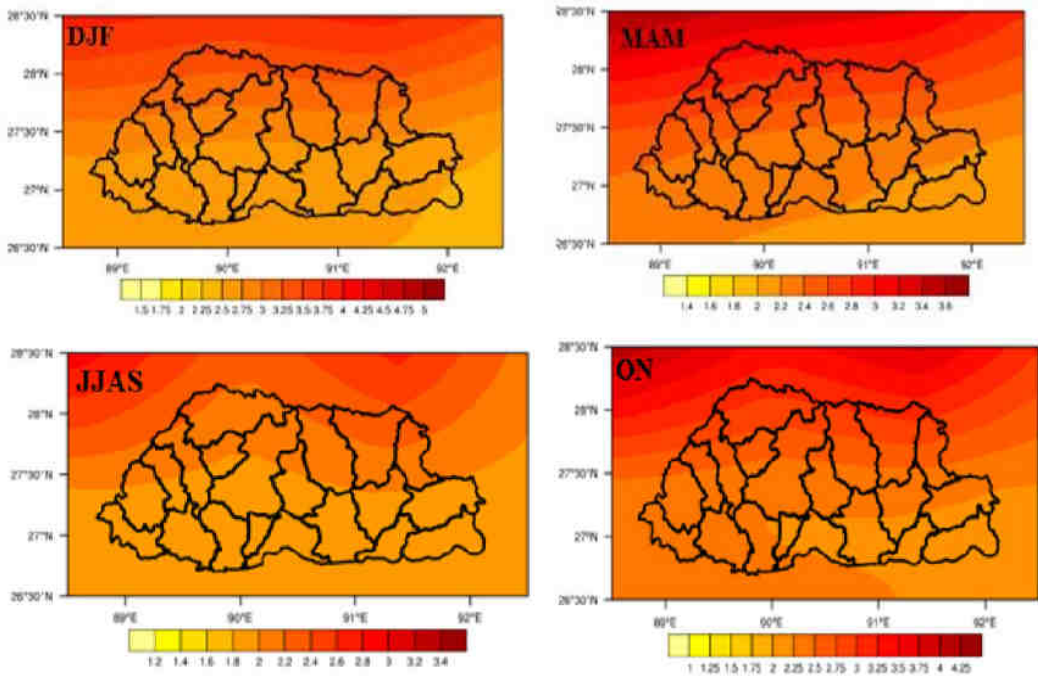 28°30'N
DJF
28°N
27°30'N
27°N
26°30'N
89°E 90°E 91°E 92°E
1.5 1.75 2 2.25 2.5 2.75 3 3.25 3.5 3.75 4 4.25 4.5 4.75 5
28°30'N
MAM
28°N
27°30'N
27°N
26°30'N
89°E 90°E 91°E 92°E
1.4 1.6 1.8 2 2.2 2.4 2.6 2.8 3 3.2 3.4 3.6
28°30'N
JJAS
28°N
27°30'N
27°N
26°30'N
89°E 90°E 91°E 92°E
1.2 1.4 1.6 1.8 2 2.2 2.4 2.6 2.8 3 3.2 3.4
28°30'N
ON
28°N
27°30'N
27°N
26°30'N
89°E 90°E 91°E 92°E
1 1.25 1.5 1.75 2 2.25 2.5 2.75 3 3.25 3.5 3.75 4 4.25